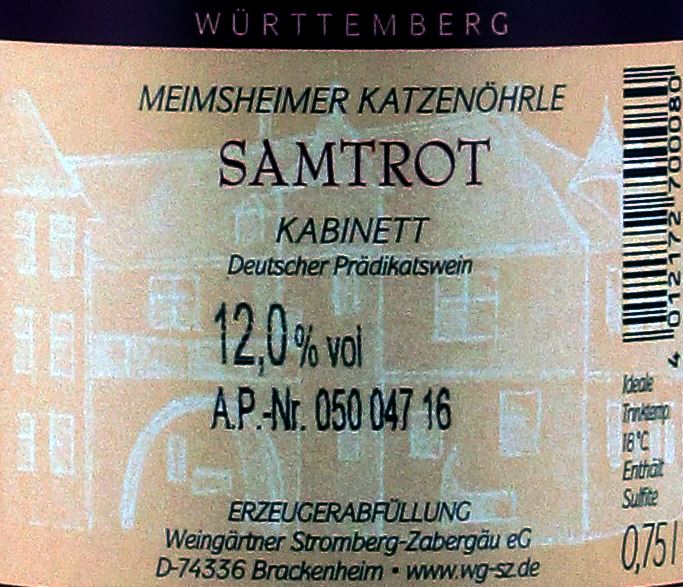 WÜRTTEMBERG
MEIMSHEIMER KATZENÖHRLE
SAMTROT
KABINETT
Deutscher Prädikatswein
12,0 % vol
A.P.-Nr. 050 047 16
ERZEUGERABFÜLLUNG
Weingärtner Stromberg-Zabergäu eG
D-74336 Brackenheim • www.wg-sz.de
4 012172 700080
Ideale
Trinktemp.
18°C
Enthält
Sulfite
0,75 l